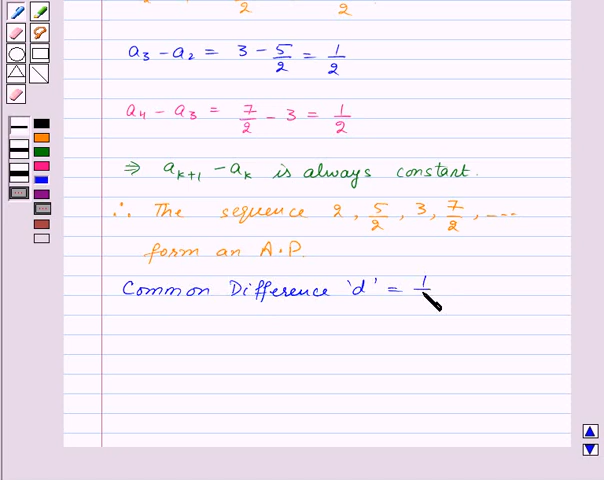 a₃ - a₂ = 3 - 5/2 = 1/2
a₄ - a₃ = 7/2 - 3 = 1/2
⇒ aₖ₊₁ - aₖ is always constant.
∴ The sequence 2, 5/2, 3, 7/2, ....
form an A.P.
Common Difference 'd' = 1/